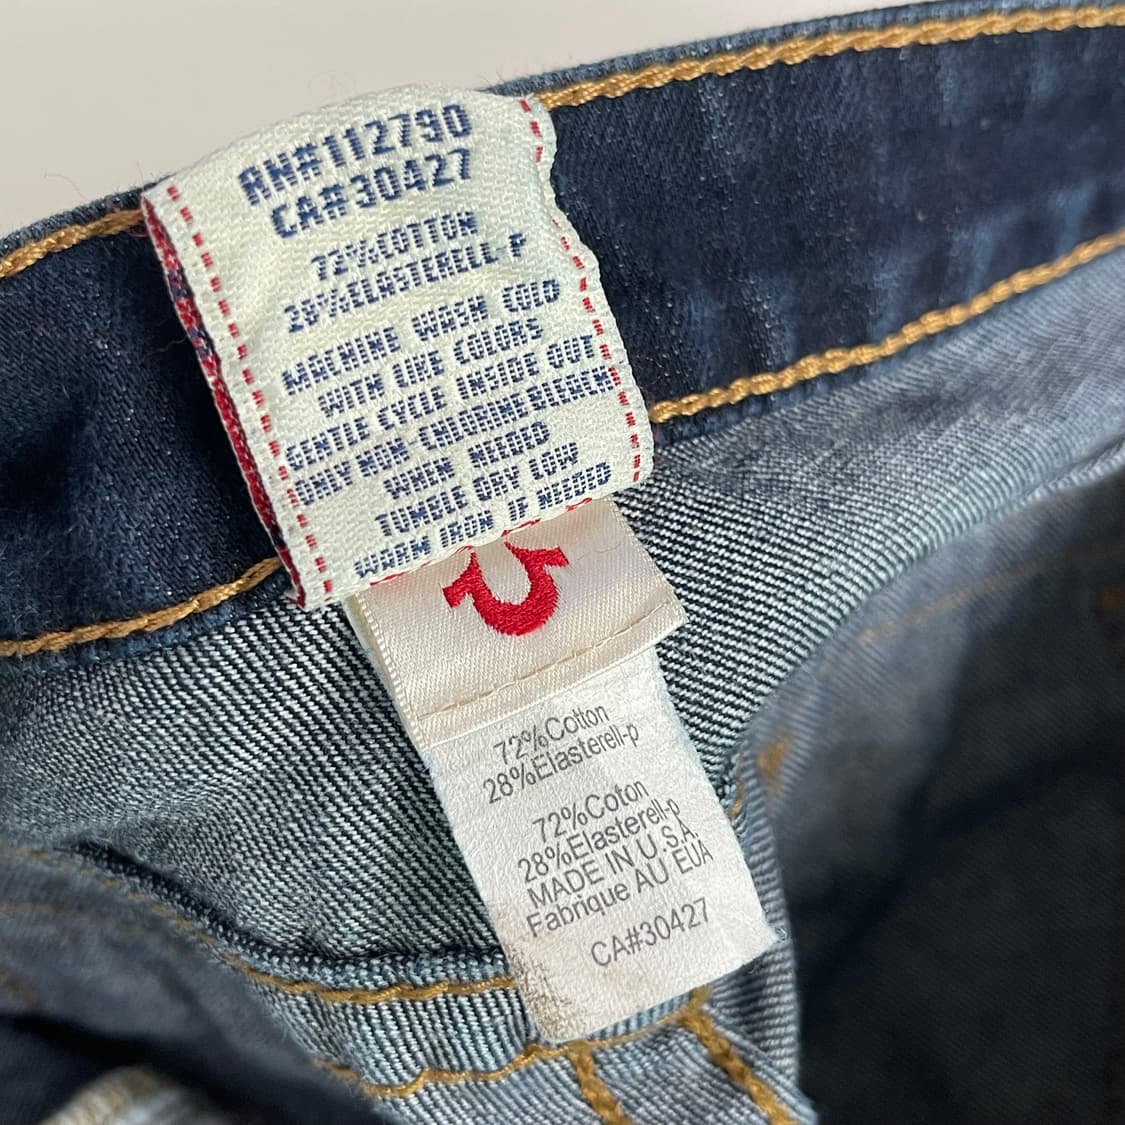 RN#112790
CA#30427
72%COTTON
28%ELASTERELL-P
MACHINE WASH COLD
WITH LIKE COLORS
GENTLE CYCLE INSIDE OUT
ONLY NON-CHLORINE BLEACH
WHEN NEEDED
TUMBLE DRY LOW
WARM IRON IF NEEDED
72%Cotton
28%Elasterell-p
72%Coton
28%Elasterell-p
MADE IN U.S.A.
Fabrique AU EUA
CA#30427